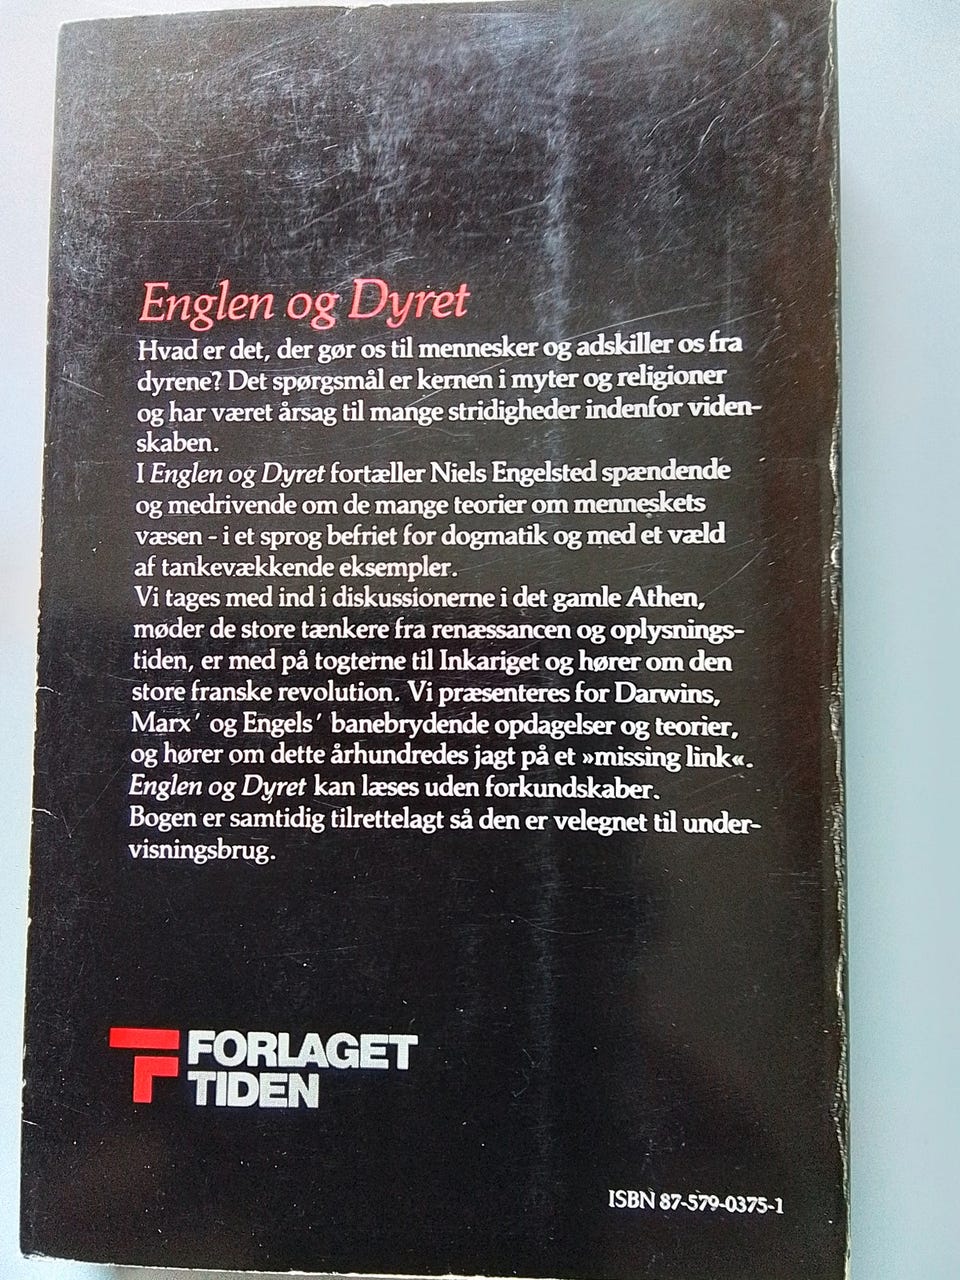 Englen og Dyret
Hvad er det, der gør os til mennesker og adskiller os fra
dyrene? Det spørgsmål er kernen i myter og religioner
og har været årsag til mange stridigheder indenfor viden-
skaben.
I Englen og Dyret fortæller Niels Engelsted spændende
og medrivende om de mange teorier om menneskets
væsen - i et sprog befriet for dogmatik og med et væld
af tankevækkende eksempler.
Vi tages med ind i diskussionerne i det gamle Athen,
møder de store tænkere fra renæssancen og oplysnings-
tiden, er med på togterne til Inkariget og hører om den
store franske revolution. Vi præsenteres for Darwins,
Marx' og Engels' banebrydende opdagelser og teorier,
og hører om dette århundredes jagt på et »missing link«.
Englen og Dyret kan læses uden forkundskaber.
Bogen er samtidig tilrettelagt så den er velegnet til under-
visningsbrug.
FORLAGET
TIDEN
ISBN 87-579-0375-1